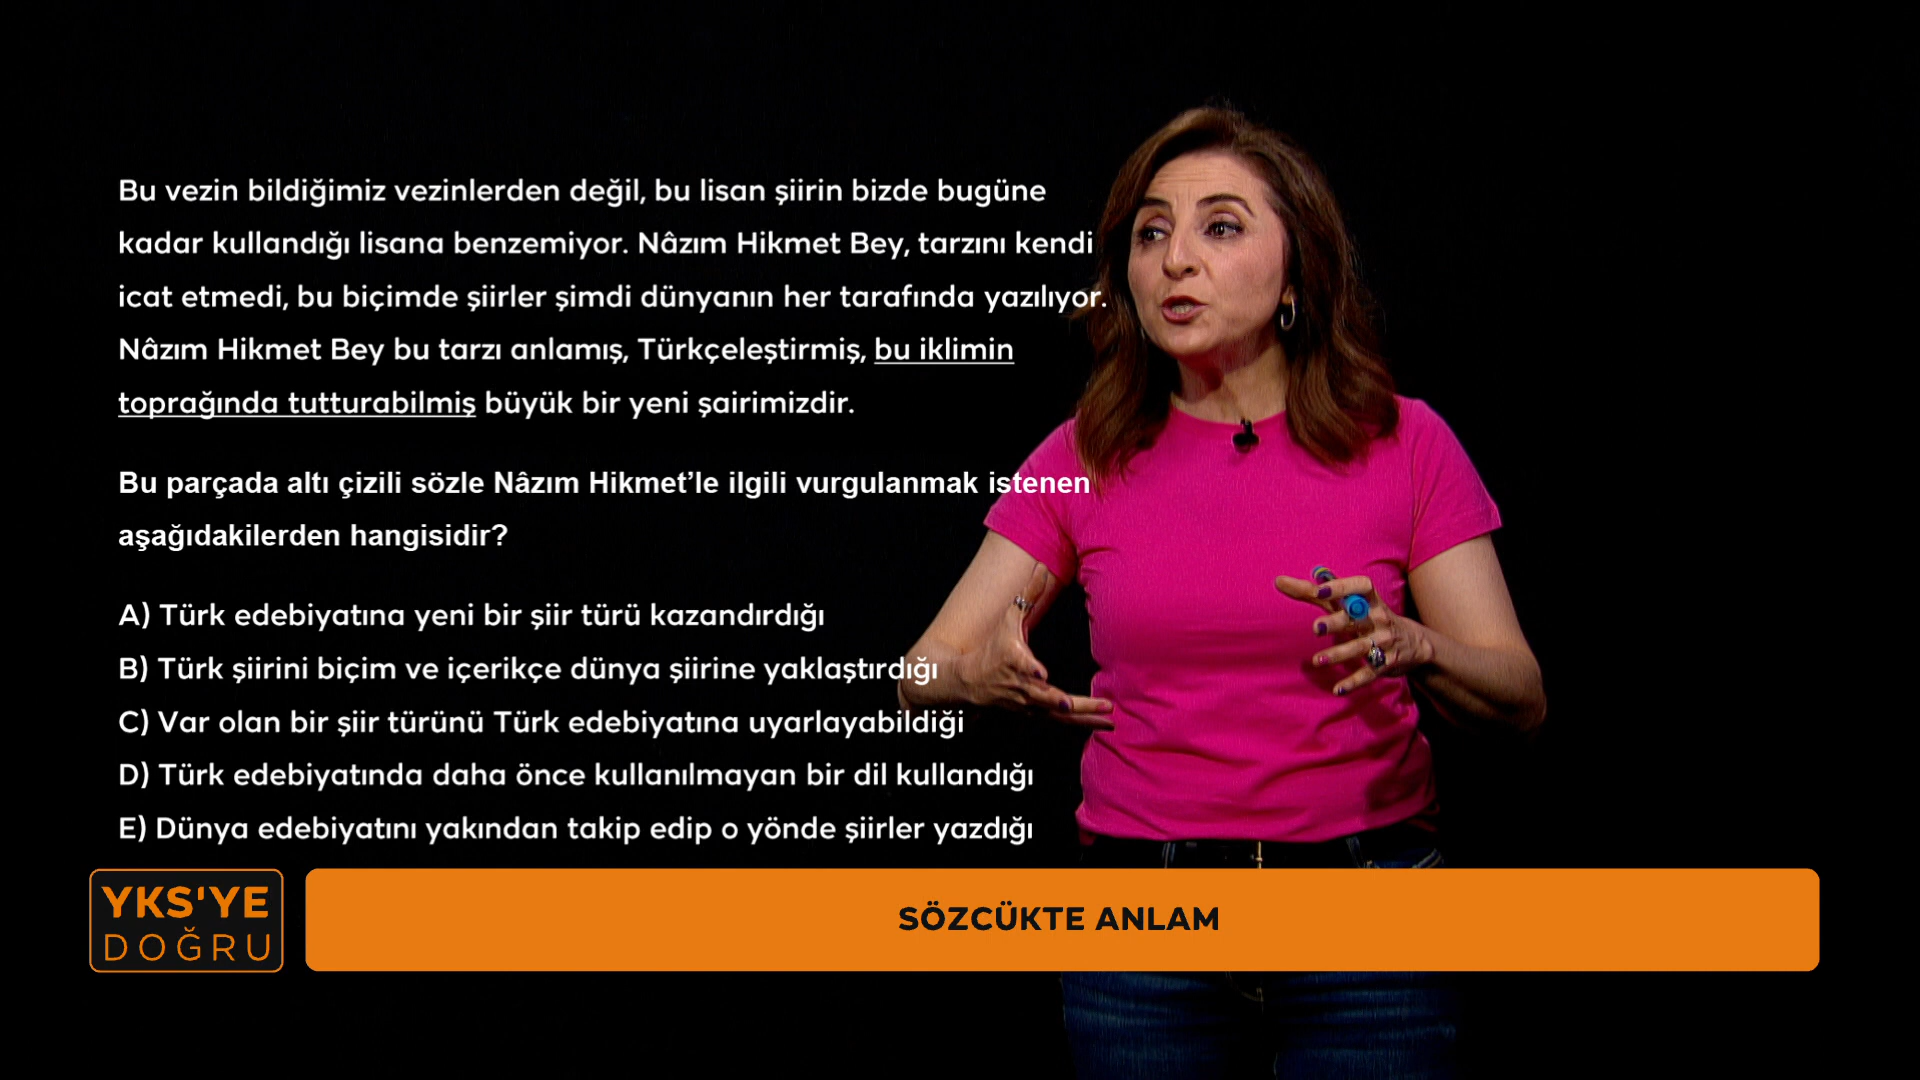 Bu vezin bildiğimiz vezinlerden değil, bu lisan şiirin bizde bugüne
kadar kullandığı lisana benzemiyor. Nâzım Hikmet Bey, tarzını kendi
icat etmedi, bu biçimde şiirler şimdi dünyanın her tarafında yazılıyor.
Nâzım Hikmet Bey bu tarzı anlamış, Türkçeleştirmiş, bu iklimin
toprağında tutturabilmiş büyük bir yeni şairimizdir.
Bu parçada altı çizili sözle Nâzım Hikmet’le ilgili vurgulanmak istenen
aşağıdakilerden hangisidir?
A) Türk edebiyatına yeni bir şiir türü kazandırdığı
B) Türk şiirini biçim ve içerikçe dünya şiirine yaklaştırdığı
C) Var olan bir şiir türünü Türk edebiyatına uyarlayabildiği
D) Türk edebiyatında daha önce kullanılmayan bir dil kullandığı
E) Dünya edebiyatını yakından takip edip o yönde şiirler yazdığı
YKS'YE
DOĞRU
SÖZCÜKTE ANLAM